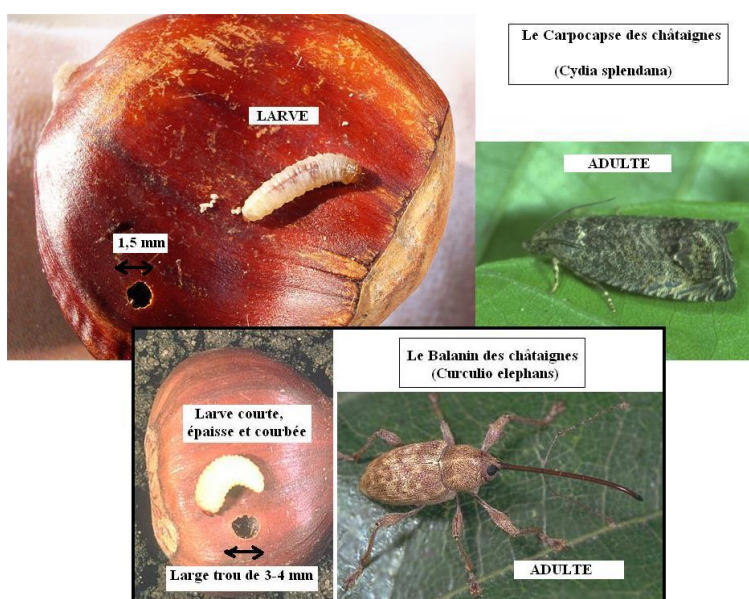 Le Carpocapse des châtaignes
(Cydia splendana)
LARVE
ADULTE
1,5 mm
Le Balanin des châtaignes
(Curculio elephans)
Larve courte,
épaisse et courbée
Large trou de 3-4 mm
ADULTE